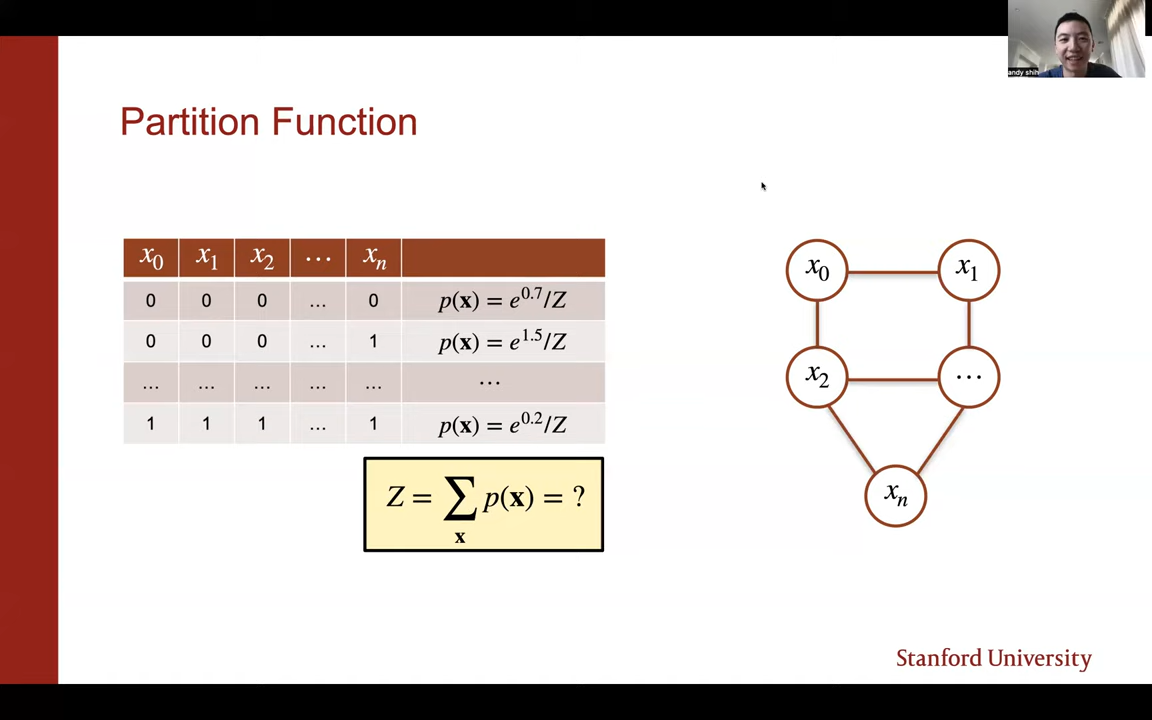 andy shih
Partition Function
x₀ x₁ x₂ ⋯ xₙ
0 0 0 ... 0 p(𝐱) = e^0.7/Z
0 0 0 ... 1 p(𝐱) = e^1.5/Z
... ... ... ... ... ⋯
1 1 1 ... 1 p(𝐱) = e^0.2/Z
Z = ∑_𝐱 p(𝐱) = ?
x₀ x₁
x₂ ⋯
xₙ
Stanford University